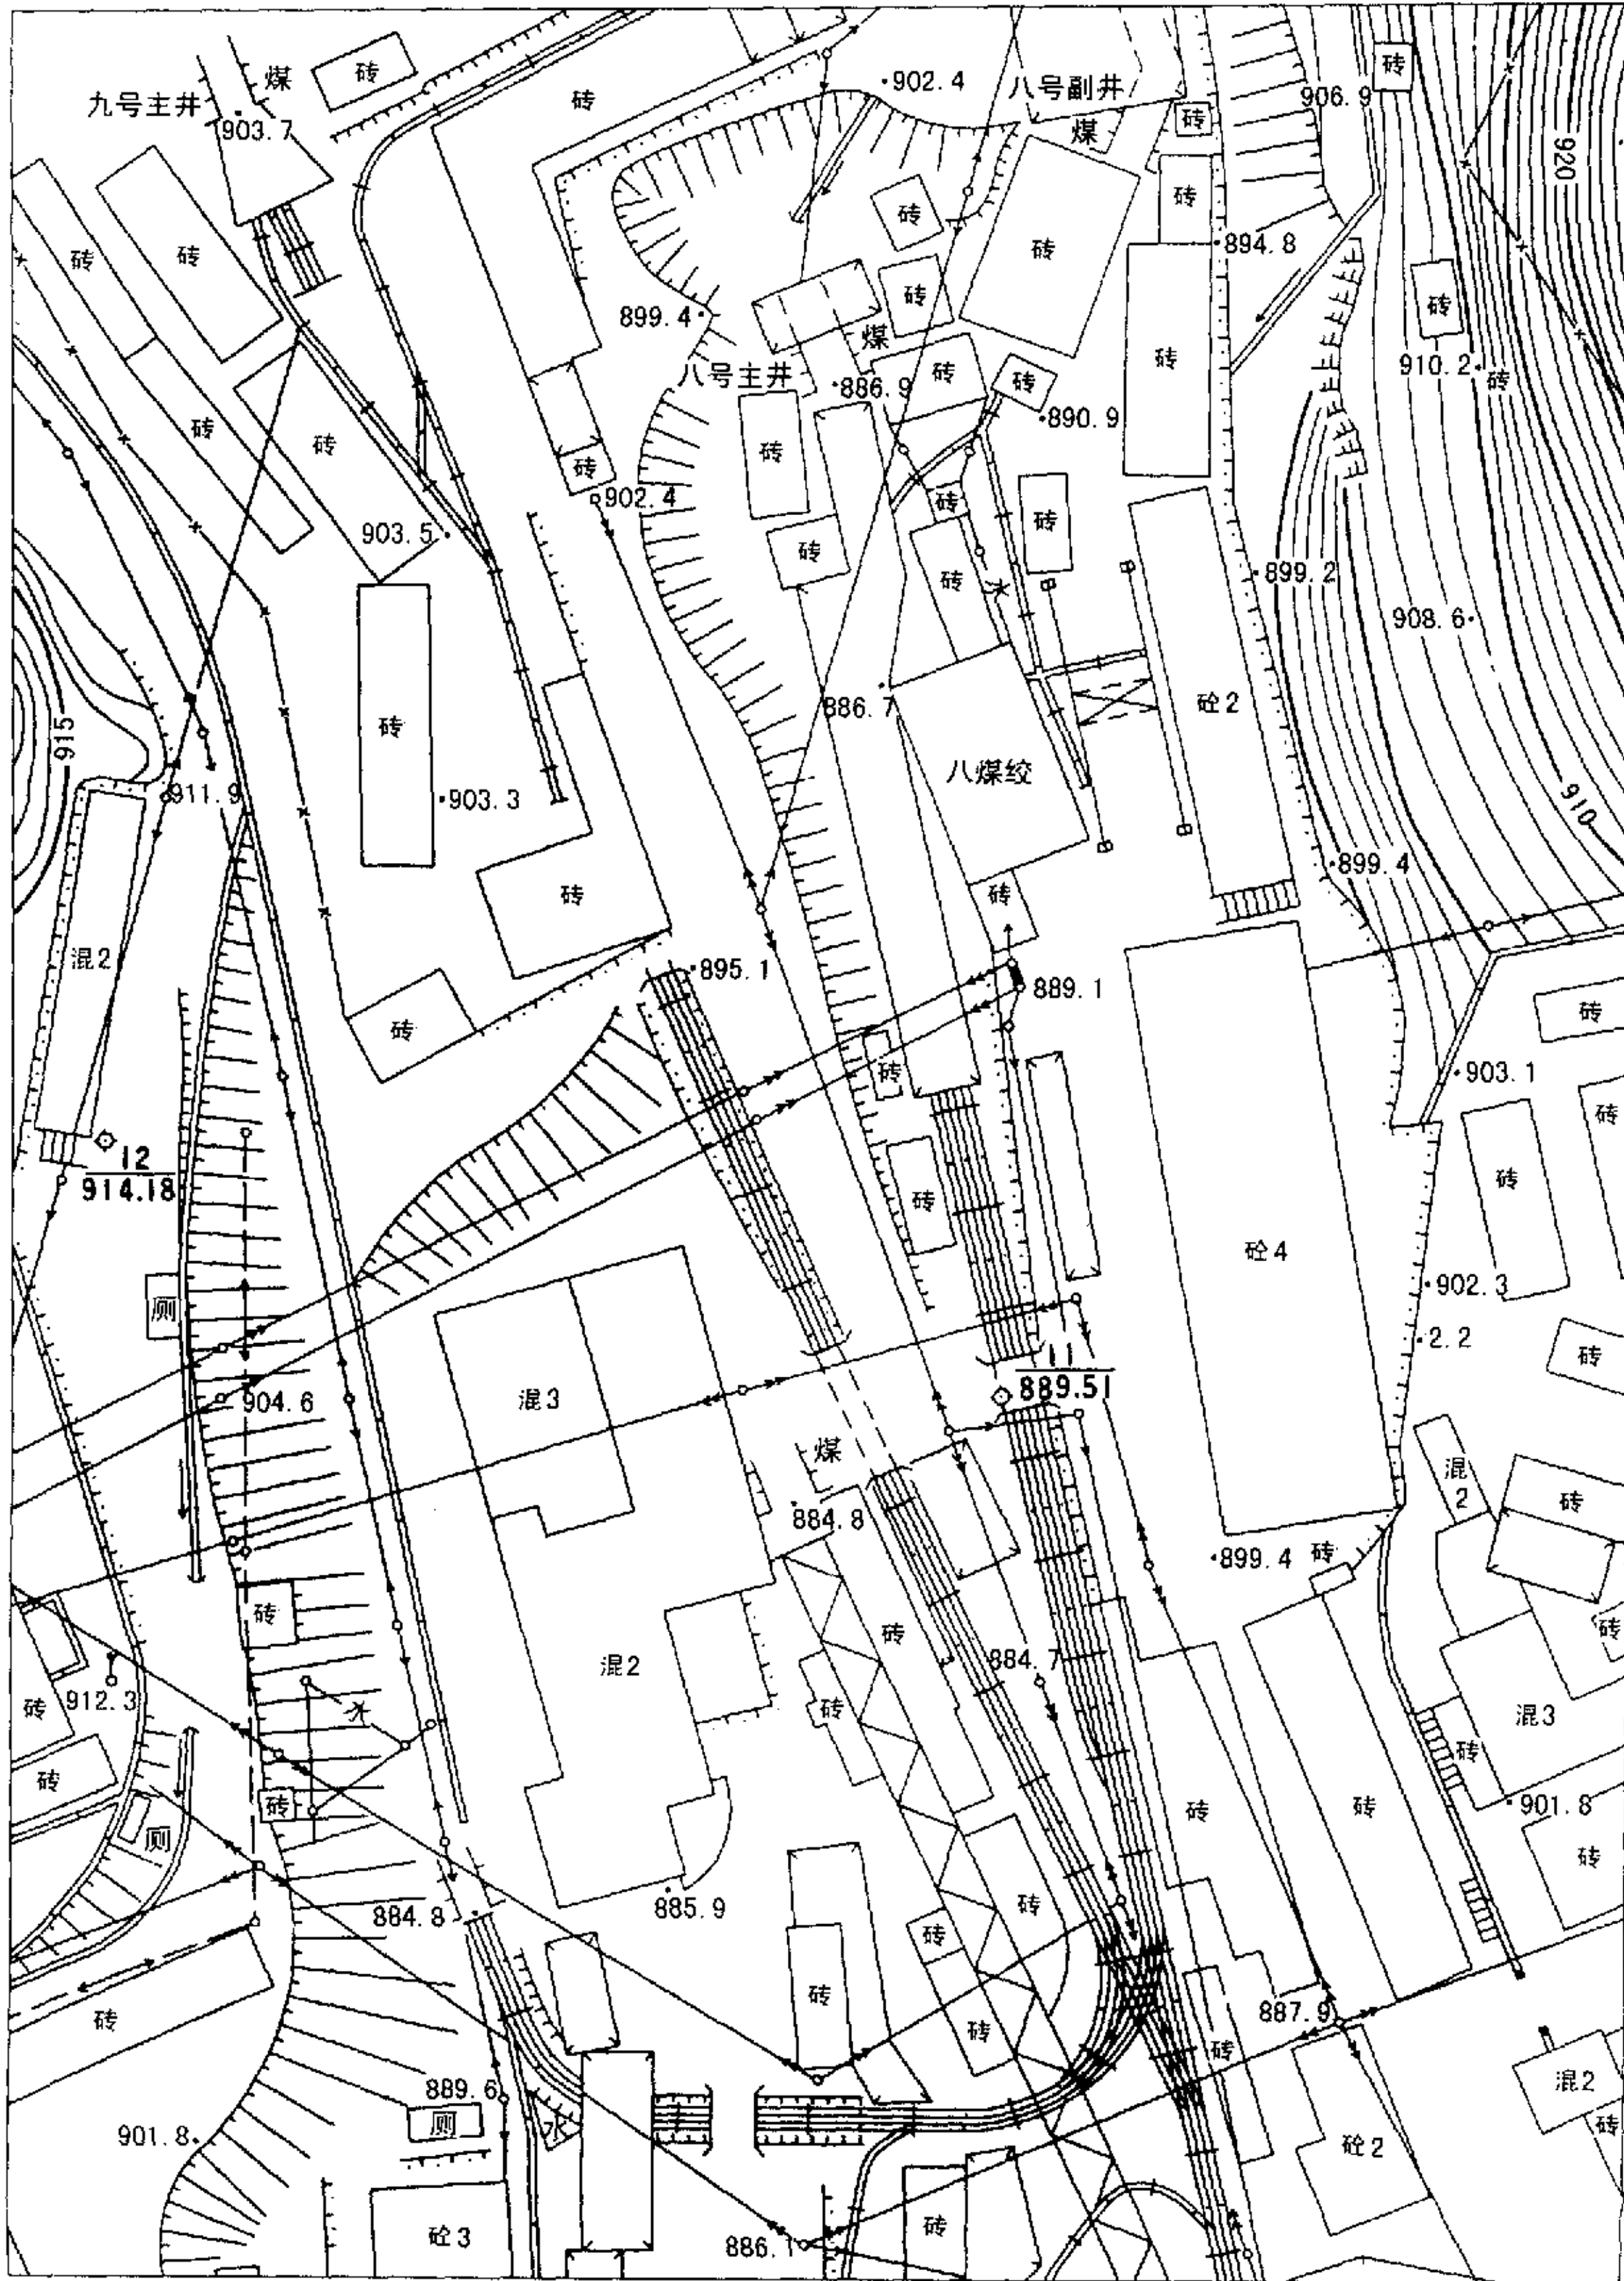 煤
砖
砖
902.4
八号副井
砖
906.9
九号主井
903.7
煤
砖
920
砖
砖
砖
砖
砖
894.8
砖
899.4
煤
砖
八号主井
886.9
砖
砖
910.2
砖
砖
890.9
砖
砖
砖
砖
902.4
砖
903.5
砖
砖
砖
水
899.2
908.6
915
砖
886.7
砼2
八煤绞
911.9
903.3
910
砖
砖
899.4
混2
895.1
889.1
砖
砖
砖
903.1
砖
12
914.18
砖
砖
厕
砼4
902.3
2.2
砖
11
889.51
904.6
混3
煤
混
2
砖
884.8
899.4
砖
砖
砖
砖
混2
884.7
912.3
砖
水
砖
混3
砖
砖
砖
砖
砖
901.8
厕
砖
884.8
885.9
砖
砖
砖
砖
887.9
砖
砖
砖
889.6
厕
水
混2
砖
901.8
砼2
砼3
886.1
砖